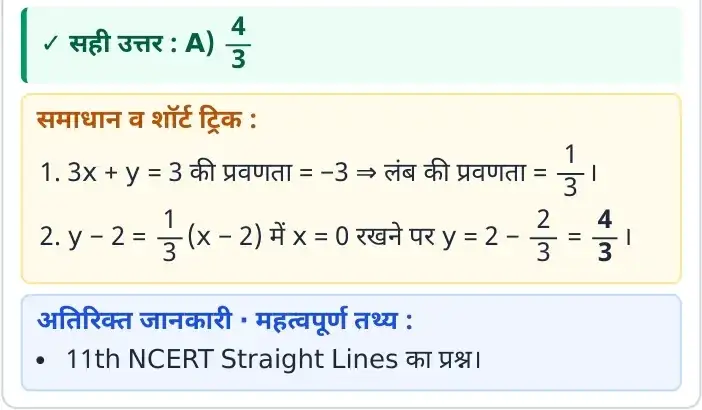 ✓ सही उत्तर : A) 4/3
समाधान व शॉर्ट ट्रिक :
1. 3x + y = 3 की प्रवणता = −3 ⇒ लंब की प्रवणता = 1/3।
2. y − 2 = 1/3(x − 2) में x = 0 रखने पर y = 2 − 2/3 = 4/3।
अतिरिक्त जानकारी · महत्वपूर्ण तथ्य :
• 11th NCERT Straight Lines का प्रश्न।